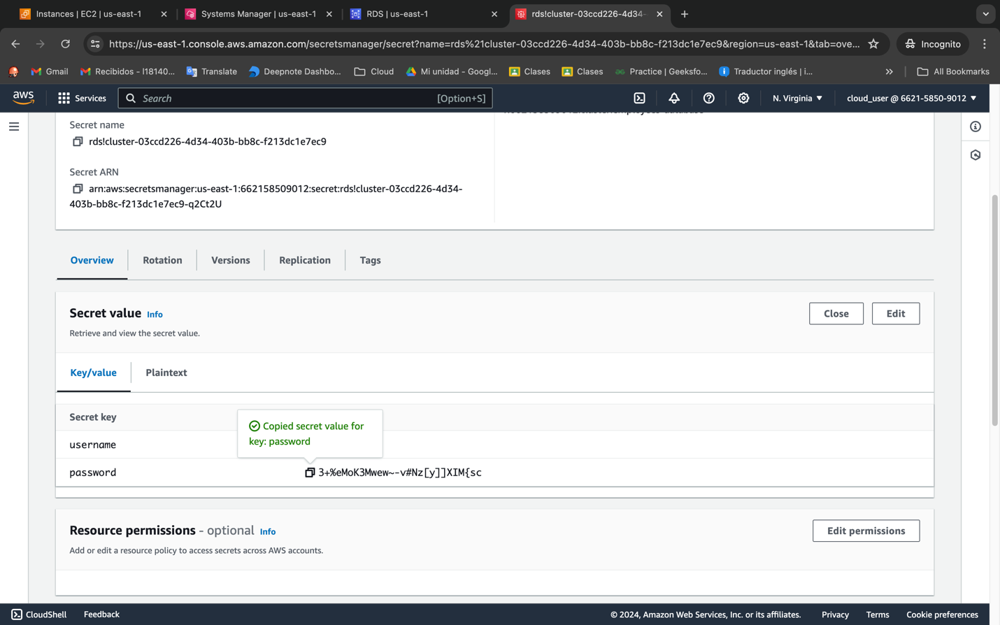 Instances | EC2 | us-east-1
Systems Manager | us-east-1
RDS | us-east-1
rds!cluster-03ccd226-4d34-
https://us-east-1.console.aws.amazon.com/secretsmanager/secret?name=rds%21cluster-03ccd226-4d34-403b-bb8c-f213dc1e7ec9&region=us-east-1&tab=ove...
Incognito
Gmail
Recibidos - l18140...
Translate
Deepnote Dashbo...
Cloud
Mi unidad - Googl...
Clases
Clases
Practice | Geeksfo...
Traductor inglés | i...
All Bookmarks
aws
Services
Search
[Option+S]
N. Virginia
cloud_user @ 6621-5850-9012
Secret name
rds!cluster-03ccd226-4d34-403b-bb8c-f213dc1e7ec9
Secret ARN
arn:aws:secretsmanager:us-east-1:662158509012:secret:rds!cluster-03ccd226-4d34-
403b-bb8c-f213dc1e7ec9-q2Ct2U
Overview
Rotation
Versions
Replication
Tags
Secret value Info
Close
Edit
Retrieve and view the secret value.
Key/value
Plaintext
Secret key
Copied secret value for
key: password
username
password
3+%eMoK3Mwew~-v#Nz[y]]XIM{sc
Resource permissions - optional Info
Edit permissions
Add or edit a resource policy to access secrets across AWS accounts.
CloudShell
Feedback
© 2024, Amazon Web Services, Inc. or its affiliates.
Privacy
Terms
Cookie preferences